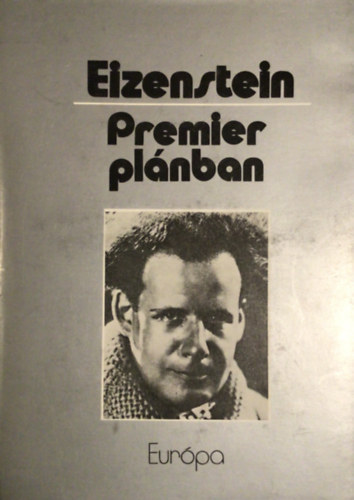 Eizenstein
Premier
plánban
Európa